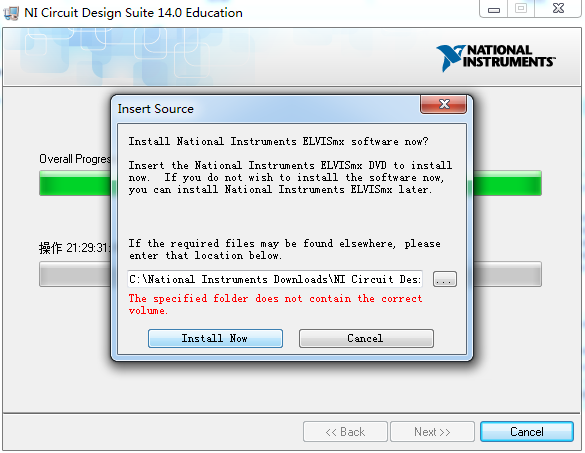 NI Circuit Design Suite 14.0 Education
NATIONAL
INSTRUMENTS
Insert Source
Install National Instruments ELVISmx software now?
Insert the National Instruments ELVISmx DVD to install
now. If you do not wish to install the software now,
you can install National Instruments ELVISmx later.
Overall Progres
操作 21:29:31:
If the required files may be found elsewhere, please
enter that location below.
C:\National Instruments Downloads\NI Circuit Des
...
The specified folder does not contain the correct
volume.
Install Now
Cancel
<< Back
Next >>
Cancel